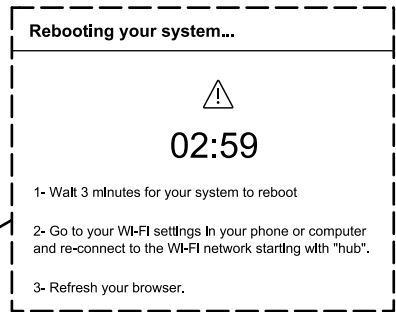 Rebooting your system...
02:59
1- Wait 3 minutes for your system to reboot
2- Go to your Wi-Fi settings in your phone or computer
and re-connect to the Wi-Fi network starting with "hub".
3- Refresh your browser.